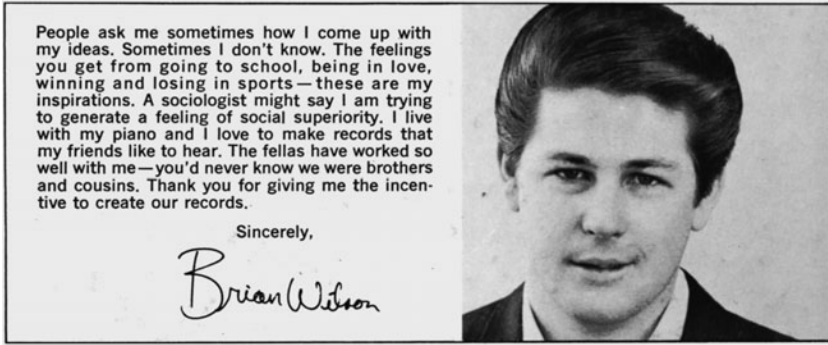 People ask me sometimes how I come up with
my ideas. Sometimes I don't know. The feelings
you get from going to school, being in love,
winning and losing in sports—these are my
inspirations. A sociologist might say I am trying
to generate a feeling of social superiority. I live
with my piano and I love to make records that
my friends like to hear. The fellas have worked so
well with me—you'd never know we were brothers
and cousins. Thank you for giving me the incen-
tive to create our records.
Sincerely,
Brian Wilson